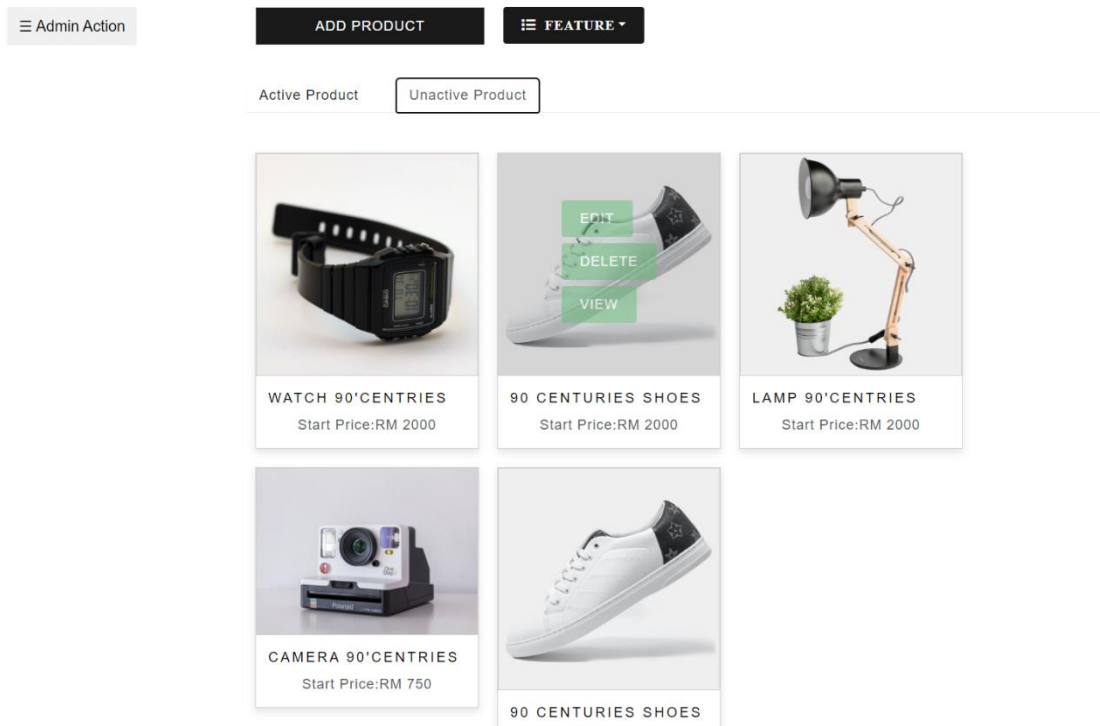 ☰ Admin Action
ADD PRODUCT
FEATURE
Active Product
Unactive Product
CASIO
EDIT
DELETE
VIEW
WATCH 90'CENTRIES
Start Price:RM 2000
90 CENTURIES SHOES
Start Price:RM 2000
LAMP 90'CENTRIES
Start Price:RM 2000
Polaroid
CAMERA 90'CENTRIES
Start Price:RM 750
90 CENTURIES SHOES